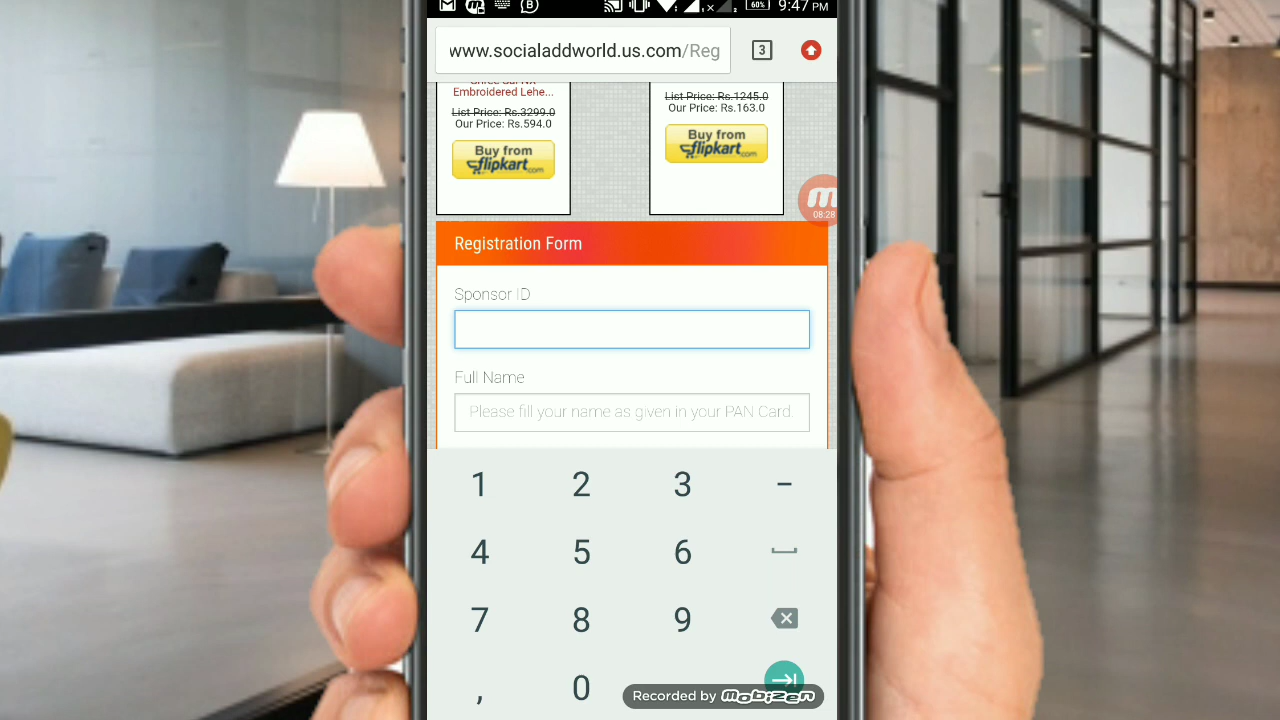 9:47 PM
60%
www.socialaddworld.us.com/Reg
3
Embroidered Lehe...
List Price: Rs.3299.0
Our Price: Rs.594.0
Buy from
flipkart.com
List Price: Rs.1245.0
Our Price: Rs.163.0
Buy from
flipkart.com
08:28
Registration Form
Sponsor ID
Full Name
Please fill your name as given in your PAN Card.
1 2 3 -
4 5 6
7 8 9
, 0
Recorded by mobizen